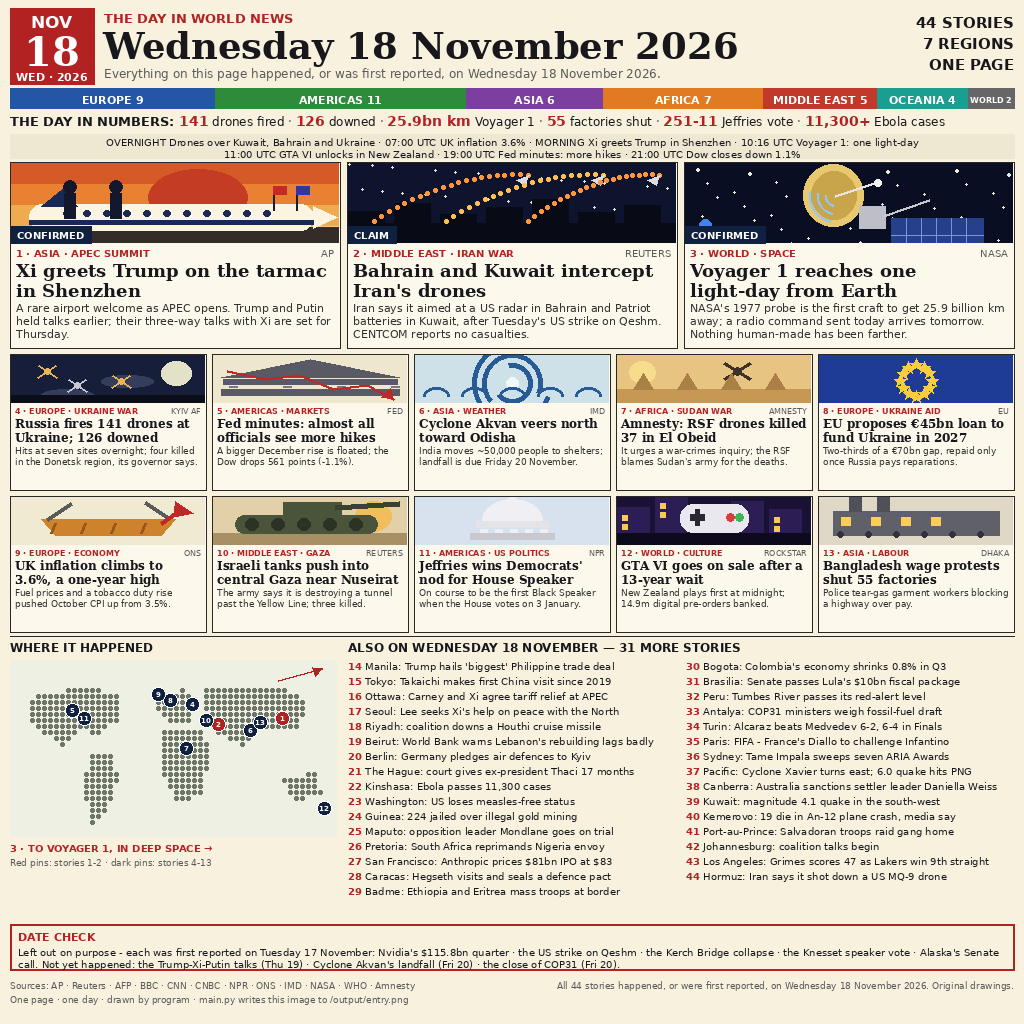 NOV
18
WED · 2026
THE DAY IN WORLD NEWS
Wednesday 18 November 2026
Everything on this page happened, or was first reported, on Wednesday 18 November 2026.
44 STORIES
7 REGIONS
ONE PAGE
EUROPE 9
AMERICAS 11
ASIA 6
AFRICA 7
MIDDLE EAST 5
OCEANIA 4
WORLD 2
THE DAY IN NUMBERS: 141 drones fired · 126 downed · 25.9bn km Voyager 1 · 55 factories shut · 251-11 Jeffries vote · 11,300+ Ebola cases
OVERNIGHT Drones over Kuwait, Bahrain and Ukraine · 07:00 UTC UK inflation 3.6% · MORNING Xi greets Trump in Shenzhen · 10:16 UTC Voyager 1: one light-day
11:00 UTC GTA VI unlocks in New Zealand · 19:00 UTC Fed minutes: more hikes · 21:00 UTC Dow closes down 1.1%
CONFIRMED
1 · ASIA · APEC SUMMIT
AP
Xi greets Trump on the tarmac
in Shenzhen
A rare airport welcome as APEC opens. Trump and Putin
held talks earlier; their three-way talks with Xi are set for
Thursday.
CLAIM
2 · MIDDLE EAST · IRAN WAR
REUTERS
Bahrain and Kuwait intercept
Iran's drones
Iran says it aimed at a US radar in Bahrain and Patriot
batteries in Kuwait, after Tuesday's US strike on Qeshm.
CENTCOM reports no casualties.
CONFIRMED
3 · WORLD · SPACE
NASA
Voyager 1 reaches one
light-day from Earth
NASA's 1977 probe is the first craft to get 25.9 billion km
away; a radio command sent today arrives tomorrow.
Nothing human-made has been farther.
4 · EUROPE · UKRAINE WAR
KYIV AF
Russia fires 141 drones at
Ukraine; 126 downed
Hits at seven sites overnight; four killed
in the Donetsk region, its governor says.
5 · AMERICAS · MARKETS
FED
Fed minutes: almost all
officials see more hikes
A bigger December rise is floated; the
Dow drops 561 points (-1.1%).
6 · ASIA · WEATHER
IMD
Cyclone Akvan veers north
toward Odisha
India moves ~50,000 people to shelters;
landfall is due Friday 20 November.
7 · AFRICA · SUDAN WAR
AMNESTY
Amnesty: RSF drones killed
37 in El Obeid
It urges a war-crimes inquiry; the RSF
blames Sudan's army for the deaths.
8 · EUROPE · UKRAINE AID
EU
EU proposes €45bn loan to
fund Ukraine in 2027
Two-thirds of a €70bn gap, repaid only
once Russia pays reparations.
9 · EUROPE · ECONOMY
ONS
UK inflation climbs to
3.6%, a one-year high
Fuel prices and a tobacco duty rise
pushed October CPI up from 3.5%.
10 · MIDDLE EAST · GAZA
REUTERS
Israeli tanks push into
central Gaza near Nuseirat
The army says it is destroying a tunnel
past the Yellow Line; three killed.
11 · AMERICAS · US POLITICS
NPR
Jeffries wins Democrats'
nod for House Speaker
On course to be the first Black Speaker
when the House votes on 3 January.
12 · WORLD · CULTURE
ROCKSTAR
GTA VI goes on sale after a
13-year wait
New Zealand plays first at midnight;
14.9m digital pre-orders banked.
13 · ASIA · LABOUR
DHAKA
Bangladesh wage protests
shut 55 factories
Police tear-gas garment workers blocking
a highway over pay.
WHERE IT HAPPENED
9
8
4
5
11
10
2
13
1
6
7
12
3 · TO VOYAGER 1, IN DEEP SPACE →
Red pins: stories 1-2 · dark pins: stories 4-13
ALSO ON WEDNESDAY 18 NOVEMBER — 31 MORE STORIES
14 Manila: Trump hails 'biggest' Philippine trade deal
15 Tokyo: Takaichi makes first China visit since 2019
16 Ottawa: Carney and Xi agree tariff relief at APEC
17 Seoul: Lee seeks Xi's help on peace with the North
18 Riyadh: coalition downs a Houthi cruise missile
19 Beirut: World Bank warns Lebanon's rebuilding lags badly
20 Berlin: Germany pledges air defences to Kyiv
21 The Hague: court gives ex-president Thaci 17 months
22 Kinshasa: Ebola passes 11,300 cases
23 Washington: US loses measles-free status
24 Guinea: 224 jailed over illegal gold mining
25 Maputo: opposition leader Mondlane goes on trial
26 Pretoria: South Africa reprimands Nigeria envoy
27 San Francisco: Anthropic prices $81bn IPO at $83
28 Caracas: Hegseth visits and seals a defence pact
29 Badme: Ethiopia and Eritrea mass troops at border
30 Bogota: Colombia's economy shrinks 0.8% in Q3
31 Brasilia: Senate passes Lula's $10bn fiscal package
32 Peru: Tumbes River passes its red-alert level
33 Antalya: COP31 ministers weigh fossil-fuel draft
34 Turin: Alcaraz beats Medvedev 6-2, 6-4 in Finals
35 Paris: FIFA - France's Diallo to challenge Infantino
36 Sydney: Tame Impala sweeps seven ARIA Awards
37 Pacific: Cyclone Xavier turns east; 6.0 quake hits PNG
38 Canberra: Australia sanctions settler leader Daniella Weiss
39 Kuwait: magnitude 4.1 quake in the south-west
40 Kemerovo: 19 die in An-12 plane crash, media say
41 Port-au-Prince: Salvadoran troops raid gang home
42 Johannesburg: coalition talks begin
43 Los Angeles: Grimes scores 47 as Lakers win 9th straight
44 Hormuz: Iran says it shot down a US MQ-9 drone
DATE CHECK
Left out on purpose - each was first reported on Tuesday 17 November: Nvidia's $115.8bn quarter · the US strike on Qeshm · the Kerch Bridge collapse · the Knesset speaker vote · Alaska's Senate
call. Not yet happened: the Trump-Xi-Putin talks (Thu 19) · Cyclone Akvan's landfall (Fri 20) · the close of COP31 (Fri 20).
Sources: AP · Reuters · AFP · BBC · CNN · CNBC · NPR · ONS · IMD · NASA · WHO · Amnesty
All 44 stories happened, or were first reported, on Wednesday 18 November 2026. Original drawings.
One page · one day · drawn by program · main.py writes this image to /output/entry.png